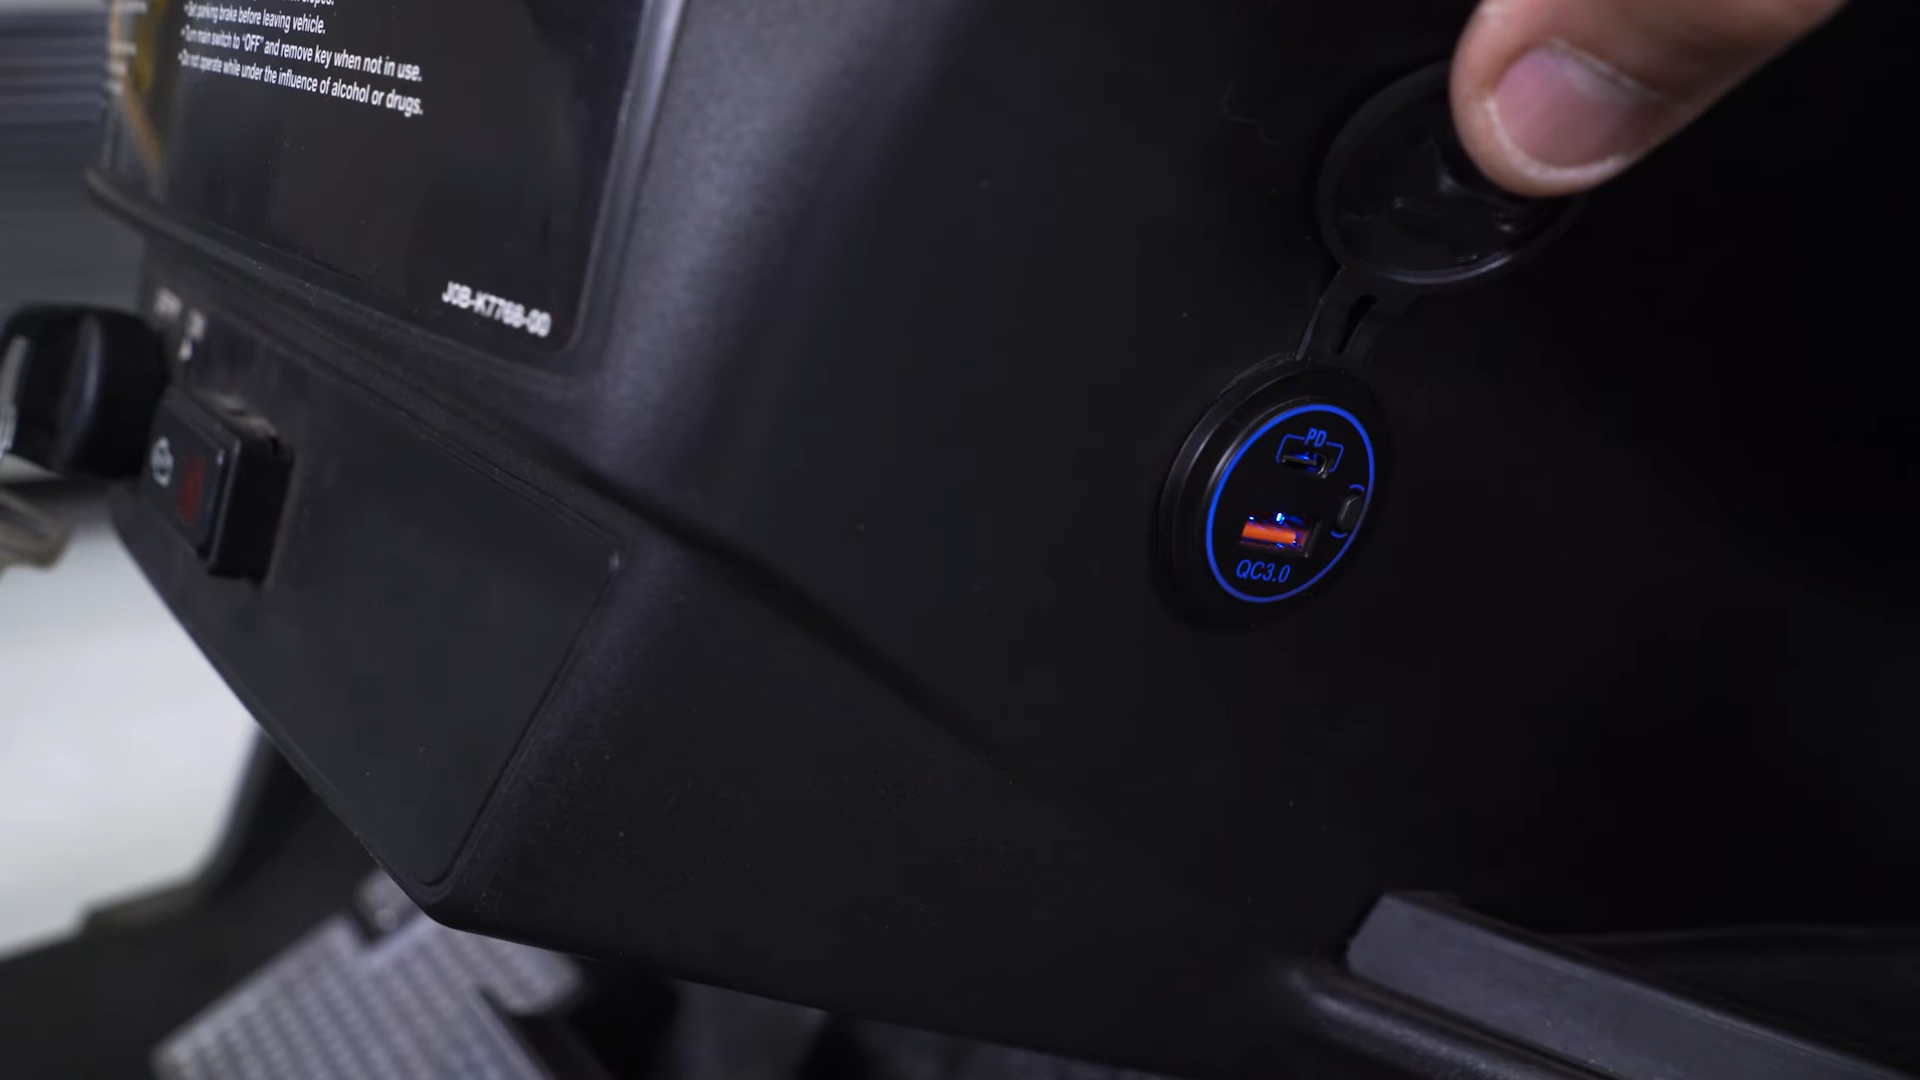 •Set parking brake before leaving vehicle.
•Turn main switch to "OFF" and remove key when not in use.
•Do not operate while under the influence of alcohol or drugs.
J0B-K7766-00
PD
QC3.0